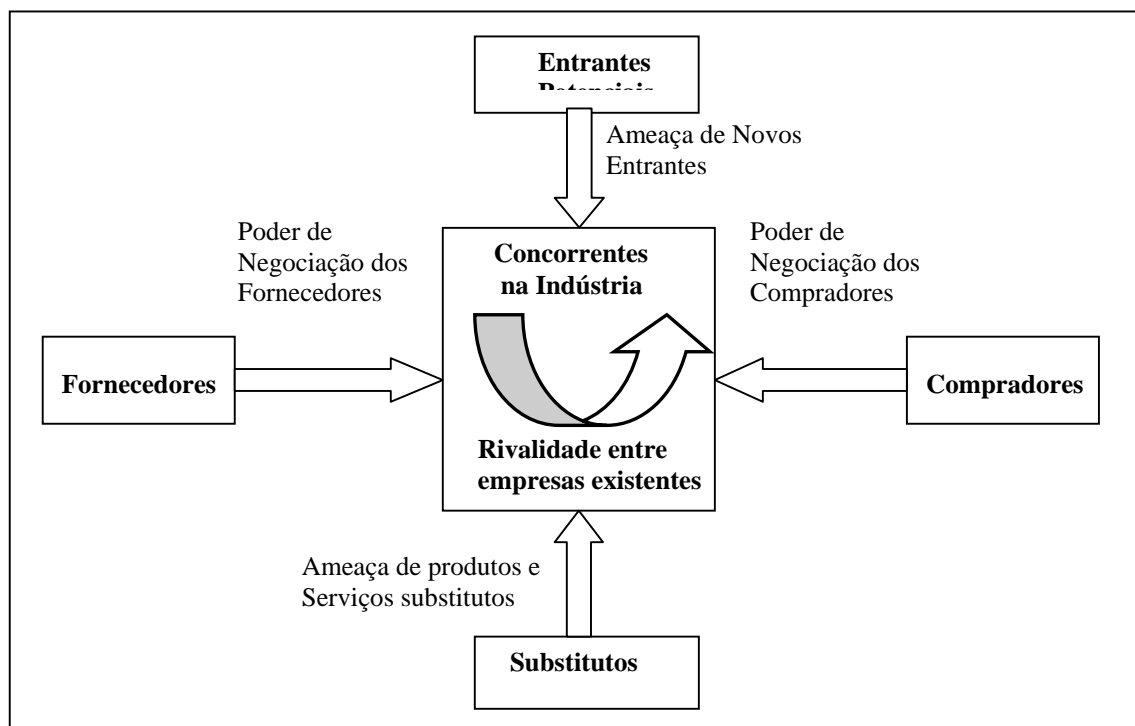 Entrantes
Potenciais
Ameaça de Novos
Entrantes
Poder de
Negociação dos
Fornecedores
Concorrentes
na Indústria
Poder de
Negociação dos
Compradores
Fornecedores
Compradores
Rivalidade entre
empresas existentes
Ameaça de produtos e
Serviços substitutos
Substitutos